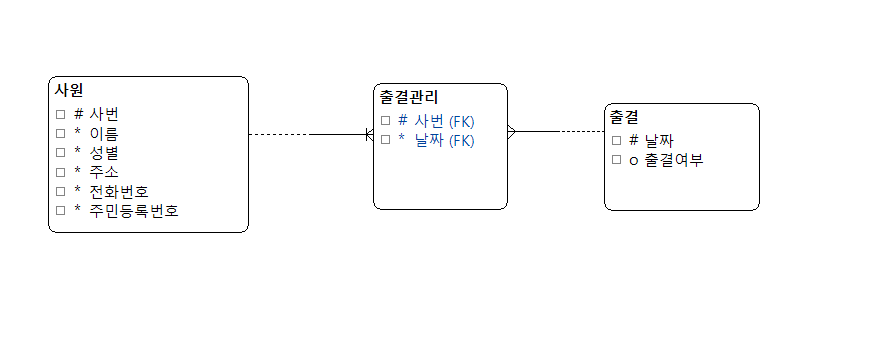 사원
# 사번
* 이름
* 성별
* 주소
* 전화번호
* 주민등록번호
출결관리
# 사번 (FK)
* 날짜 (FK)
출결
# 날짜
o 출결여부